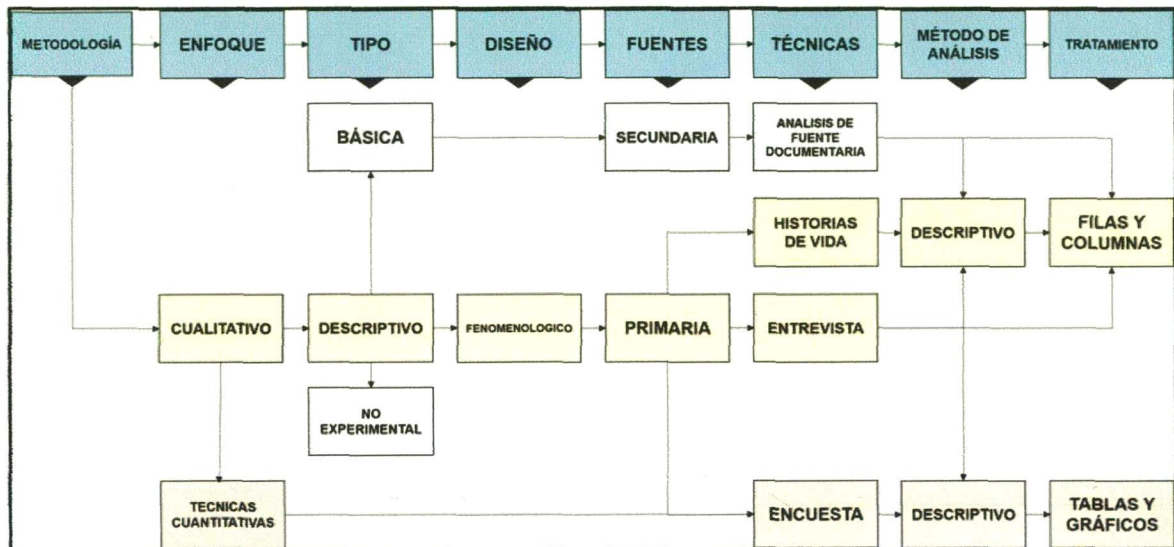 METODOLOGÍA
ENFOQUE
TIPO
DISEÑO
FUENTES
TÉCNICAS
MÉTODO DE
ANÁLISIS
TRATAMIENTO
BÁSICA
SECUNDARIA
ANALISIS DE
FUENTE
DOCUMENTARIA
HISTORIAS
DE VIDA
DESCRIPTIVO
FILAS Y
COLUMNAS
CUALITATIVO
DESCRIPTIVO
FENOMENOLOGICO
PRIMARIA
ENTREVISTA
NO
EXPERIMENTAL
TECNICAS
CUANTITATIVAS
ENCUESTA
DESCRIPTIVO
TABLAS Y
GRÁFICOS